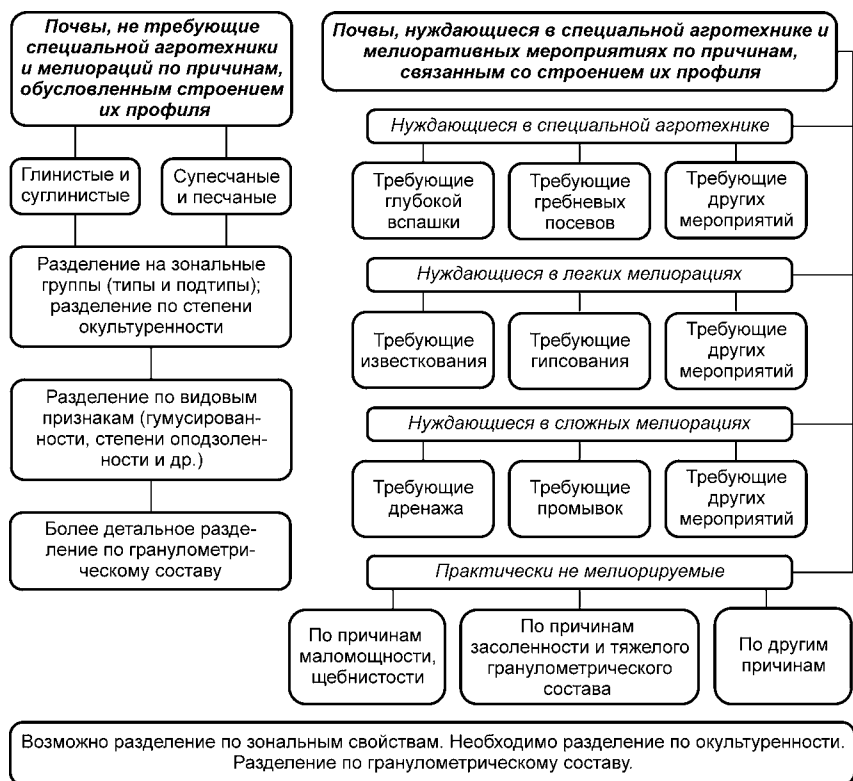 Почвы, не требующие
специальной агротехники
и мелиораций по причинам,
обусловленным строением
их профиля
Глинистые и
суглинистые
Супесчаные
и песчаные
Разделение на зональные
группы (типы и подтипы);
разделение по степени
окультуренности
Разделение по видовым
признакам (гумусирован-
ности, степени оподзолен-
ности и др.)
Более детальное разде-
ление по гранулометри-
ческому составу
Почвы, нуждающиеся в специальной агротехнике и
мелиоративных мероприятиях по причинам,
связанным со строением их профиля
Нуждающиеся в специальной агротехнике
Требующие
глубокой
вспашки
Требующие
гребневых
посевов
Требующие
других
мероприятий
Нуждающиеся в легких мелиорациях
Требующие
известкования
Требующие
гипсования
Требующие
других
мероприятий
Нуждающиеся в сложных мелиорациях
Требующие
дренажа
Требующие
промывок
Требующие
других
мероприятий
Практически не мелиорируемые
По причинам
маломощности,
щебнистости
По причинам
засоленности и тяжелого
гранулометрического
состава
По другим
причинам
Возможно разделение по зональным свойствам. Необходимо разделение по окультуренности.
Разделение по гранулометрическому составу.